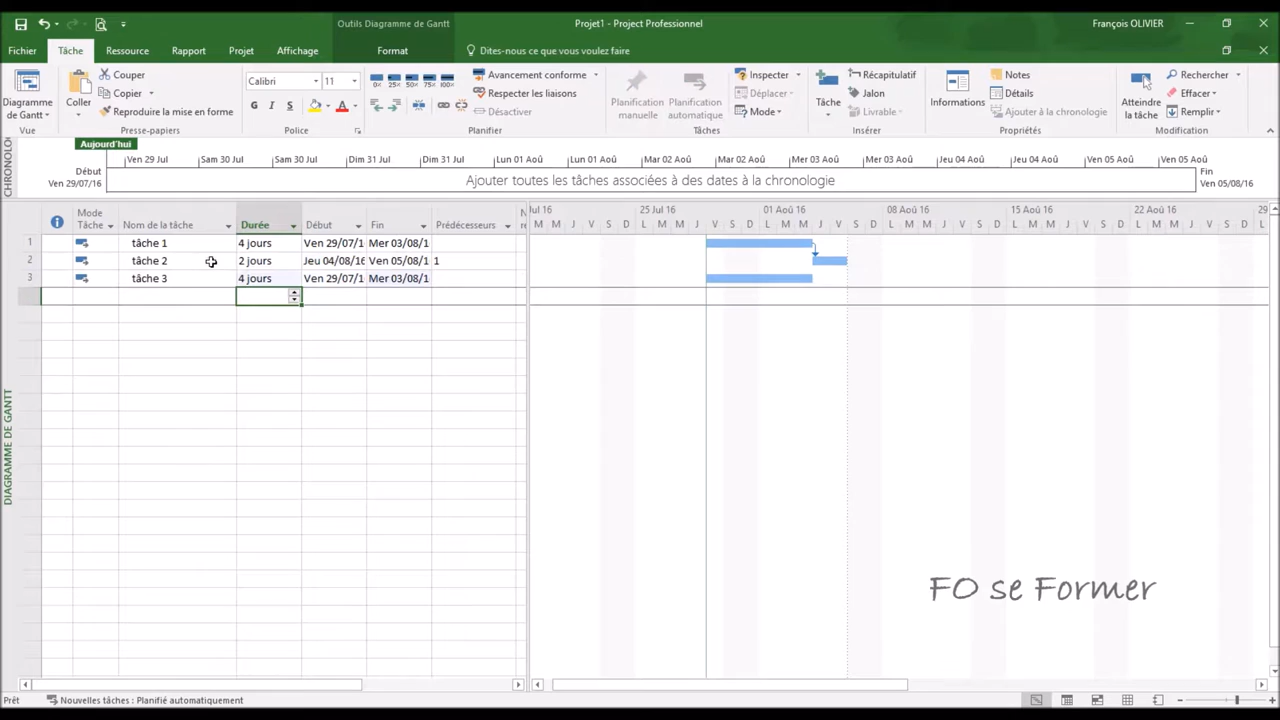 Outils Diagramme de Gantt
Projet1 - Project Professionnel
François OLIVIER
Fichier Tâche Ressource Rapport Projet Affichage Format Dites-nous ce que vous voulez faire
Diagramme de Gantt
Vue
Coller
Couper
Copier
Reproduire la mise en forme
Presse-papiers
Calibri 11
G I S
Police
0% 25% 50% 75% 100%
Avancement conforme
Respecter les liaisons
Désactiver
Planifier
Planification manuelle
Planification automatique
Inspecter
Déplacer
Mode
Tâches
Tâche
Récapitulatif
Jalon
Livrable
Insérer
Informations
Notes
Détails
Ajouter à la chronologie
Propriétés
Atteindre la tâche
Rechercher
Effacer
Remplir
Modification
Aujourd'hui
CHRONOLO
Ven 29 Jul Sam 30 Jul Sam 30 Jul Dim 31 Jul Dim 31 Jul Lun 01 Aoû Lun 01 Aoû Mar 02 Aoû Mar 02 Aoû Mer 03 Aoû Mer 03 Aoû Jeu 04 Aoû Jeu 04 Aoû Ven 05 Aoû Ven 05 Aoû
Début
Ven 29/07/16
Ajouter toutes les tâches associées à des dates à la chronologie
Fin
Ven 05/08/16
Mode Tâche Nom de la tâche Durée Début Fin Prédécesseurs
Jul 16 25 Jul 16 01 Aoû 16 08 Aoû 16 15 Aoû 16 22 Aoû 16 29
D M J S L M V D M J S L M V D M J S L M V D M J S L M V D M J S L M V
1 tâche 1 4 jours Ven 29/07/1 Mer 03/08/1
2 tâche 2 2 jours Jeu 04/08/16 Ven 05/08/1 1
3 tâche 3 4 jours Ven 29/07/1 Mer 03/08/1
DIAGRAMME DE GANTT
FO se Former
Prêt Nouvelles tâches : Planifié automatiquement